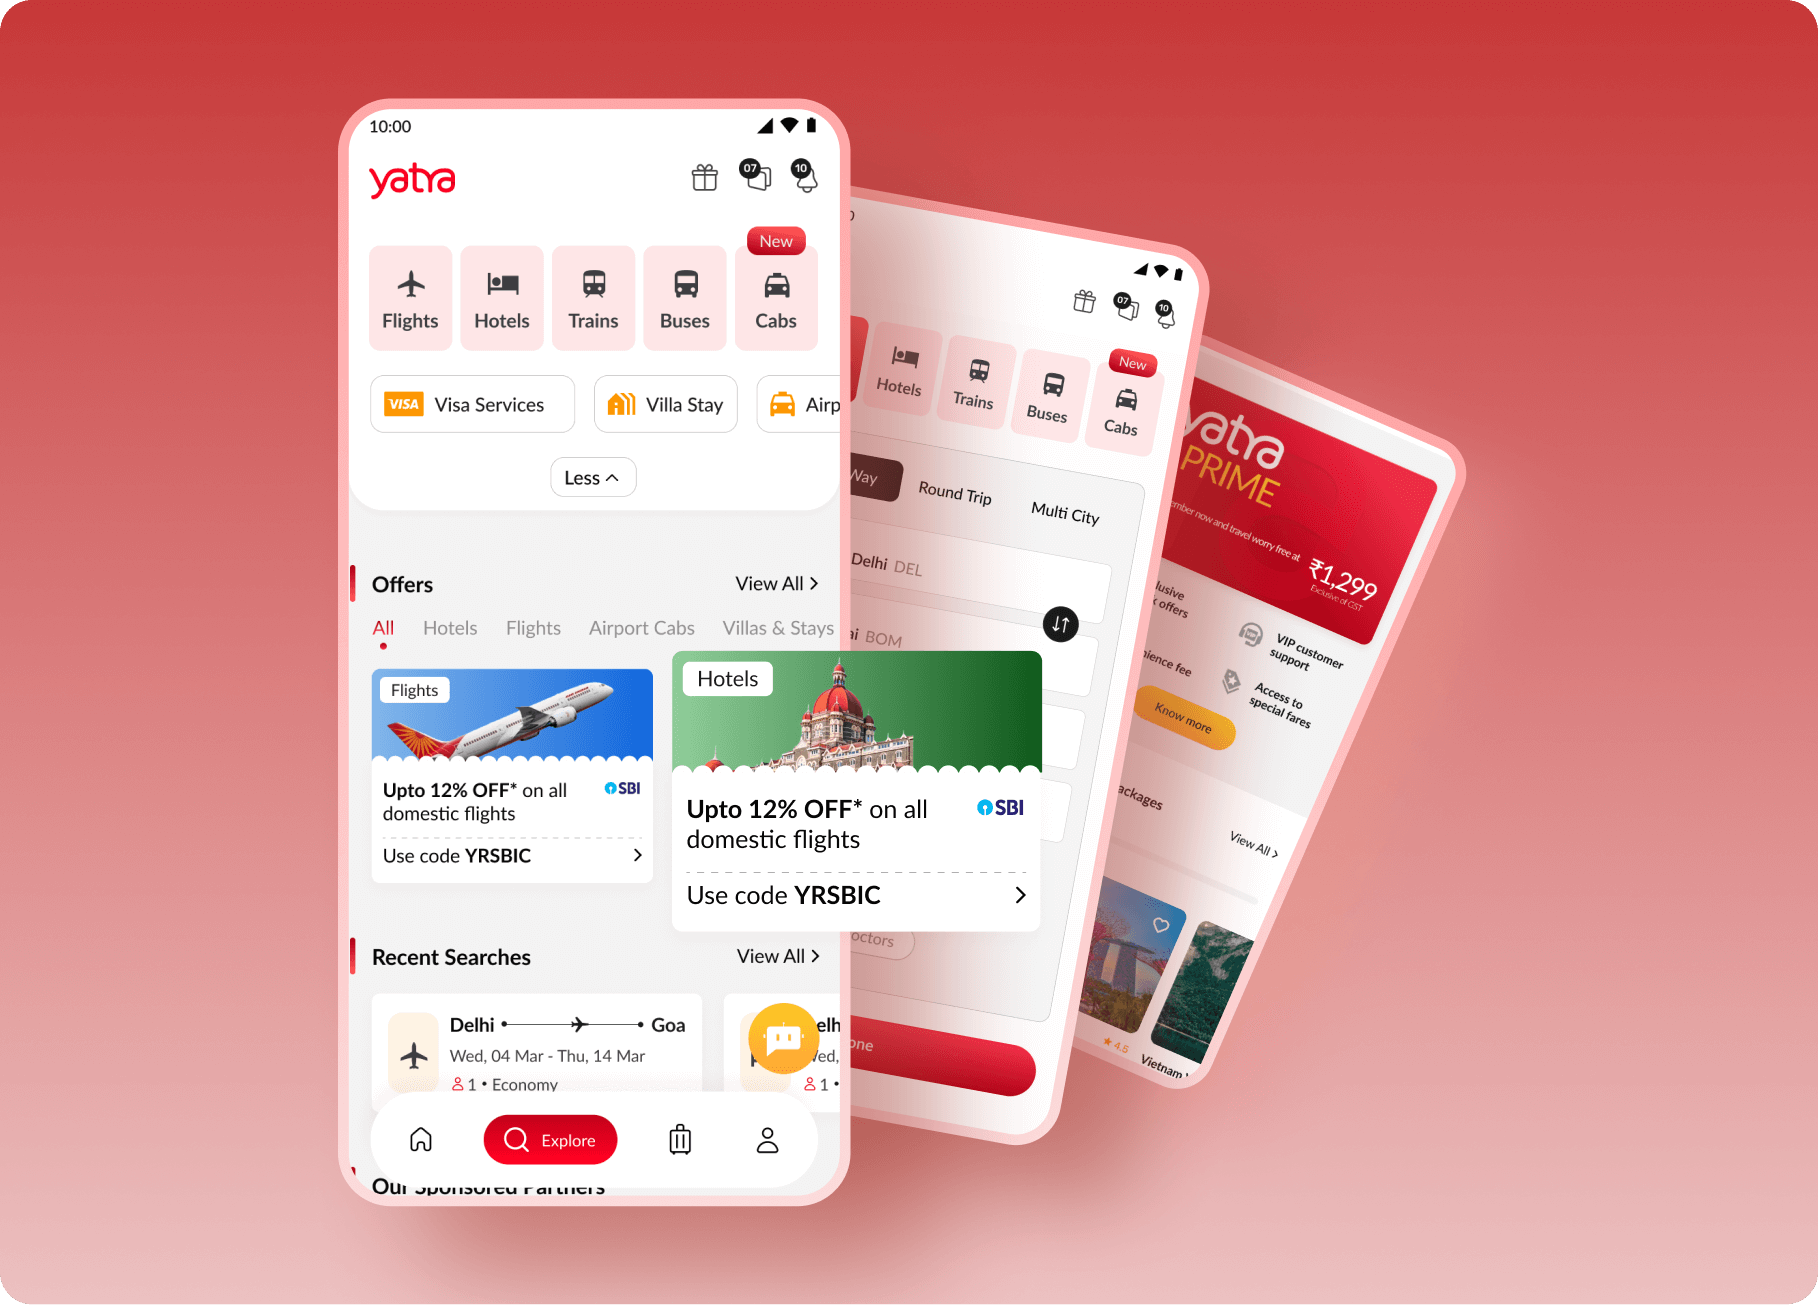 10:00
yatra
07
10
New
Flights
Hotels
Trains
Buses
Cabs
VISA
Visa Services
Villa Stay
Airp
Less
Offers
View All
All
Hotels
Flights
Airport Cabs
Villas & Stays
Flights
Upto 12% OFF* on all
domestic flights
SBI
Use code YRSBIC
Hotels
Upto 12% OFF* on all
domestic flights
SBI
Use code YRSBIC
Recent Searches
View All
Delhi
Goa
Wed, 04 Mar - Thu, 14 Mar
1 • Economy
elh
ed,
1 •
Explore
Our Sponsored Partners
07
10
New
Hotels
Trains
Buses
Cabs
Way
Round Trip
Multi City
Delhi DEL
ai BOM
octors
one
yatra
PRIME
mber now and travel worry free at
₹1,299
Exclusive of GST
lusive
offers
VIP customer
support
ience fee
Access to
special fares
Know more
ackages
View All
4.5
Vietnam